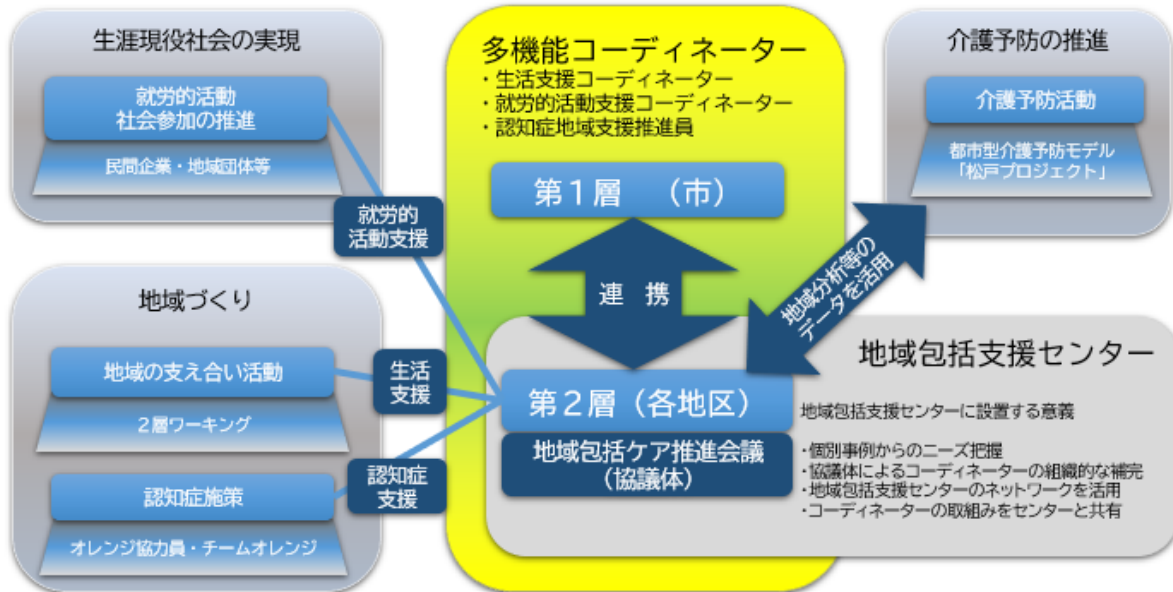 生涯現役社会の実現
就労的活動
社会参加の推進
民間企業・地域団体等
就労的
活動支援
地域づくり
地域の支え合い活動
2層ワーキング
生活
支援
認知症施策
オレンジ協力員・チームオレンジ
認知症
支援
多機能コーディネーター
・生活支援コーディネーター
・就労的活動支援コーディネーター
・認知症地域支援推進員
第1層　（市）
連　携
第2層（各地区）
地域包括ケア推進会議
（協議体）
介護予防の推進
介護予防活動
都市型介護予防モデル
「松戸プロジェクト」
地域分析等の
データを活用
地域包括支援センター
地域包括支援センターに設置する意義
・個別事例からのニーズ把握
・協議体によるコーディネーターの組織的な補完
・地域包括支援センターのネットワークを活用
・コーディネーターの取組みをセンターと共有